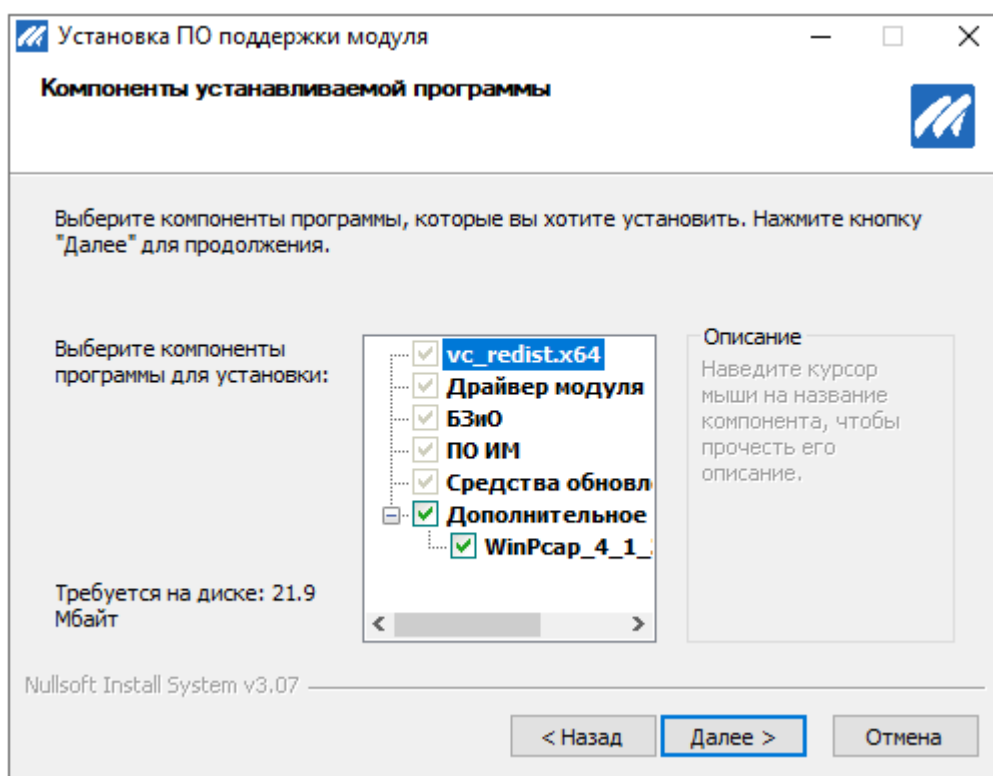 Установка ПО поддержки модуля
Компоненты устанавливаемой программы
Выберите компоненты программы, которые вы хотите установить. Нажмите кнопку
"Далее" для продолжения.
Выберите компоненты
программы для установки:
vc_redist.x64
Драйвер модуля
БЗиО
ПО ИМ
Средства обновл
Дополнительное
WinPcap_4_1_
Описание
Наведите курсор
мыши на название
компонента, чтобы
прочесть его
описание.
Требуется на диске: 21.9
Мбайт
Nullsoft Install System v3.07
< Назад
Далее >
Отмена